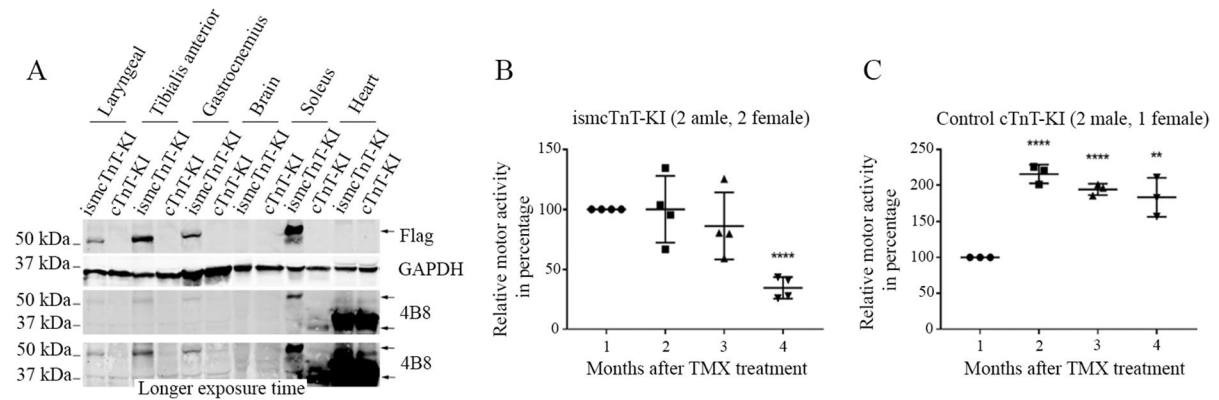 A
Laryngeal
Tibialis anterior
Gastrocnemius
Brain
Soleus
Heart
ismcTnT-KI
cTnT-KI
ismcTnT-KI
cTnT-KI
ismcTnT-KI
cTnT-KI
ismcTnT-KI
cTnT-KI
ismcTnT-KI
cTnT-KI
ismcTnT-KI
cTnT-KI
50 kDa
Flag
37 kDa
GAPDH
50 kDa
4B8
37 kDa
50 kDa
4B8
37 kDa
Longer exposure time
B
ismcTnT-KI (2 amle, 2 female)
Relative motor activity
in percentage
150
100
50
0
****
1 2 3 4
Months after TMX treatment
C
Control cTnT-KI (2 male, 1 female)
Relative motor activity
in percentage
250
200
150
100
50
0
**** **** **
1 2 3 4
Months after TMX treatment